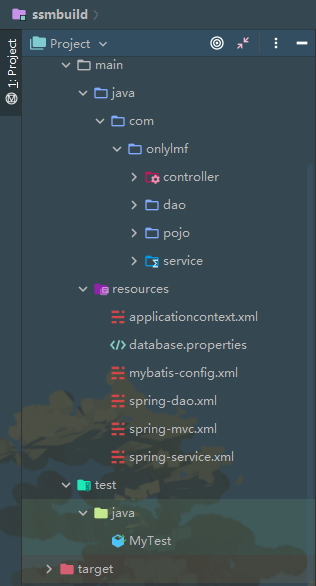 ssmbuild
1: Project
Project
main
java
com
onlylmf
controller
dao
pojo
service
resources
applicationcontext.xml
database.properties
mybatis-config.xml
spring-dao.xml
spring-mvc.xml
spring-service.xml
test
java
MyTest
target